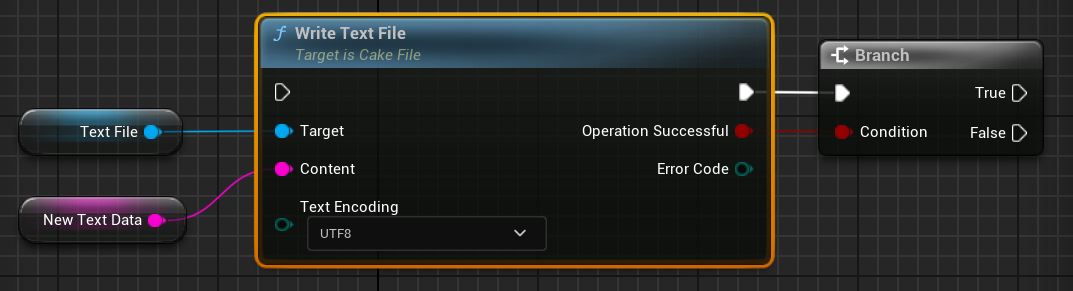 Write Text File
Target is Cake File
Branch
True
Text File
Target
Operation Successful
Condition
False
Content
Error Code
New Text Data
Text Encoding
UTF8